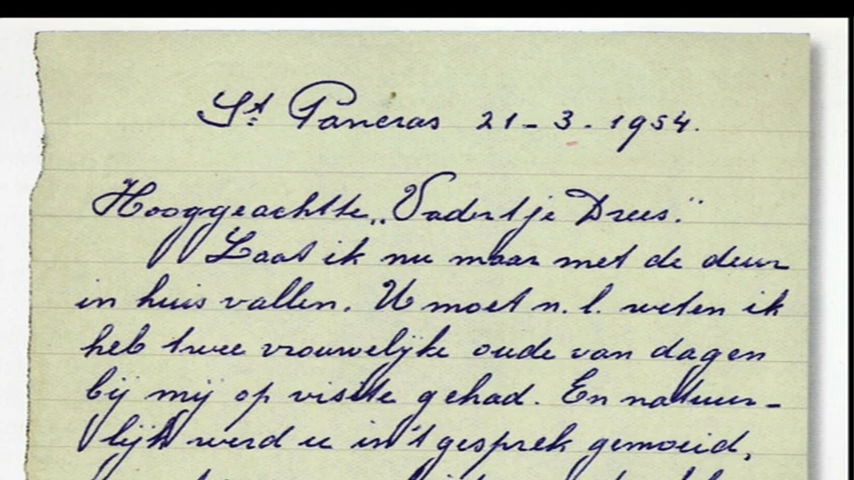 St Pancras 21-3-1954.
Hooggeachtte „Vadertje Drees."
Laat ik nu maar met de deur
in huis vallen. U moet n.l. weten ik
heb twee vrouwelijke oude van dagen
bij mij op visite gehad. En natuur-
lijk werd u in't gesprek gemoeid,